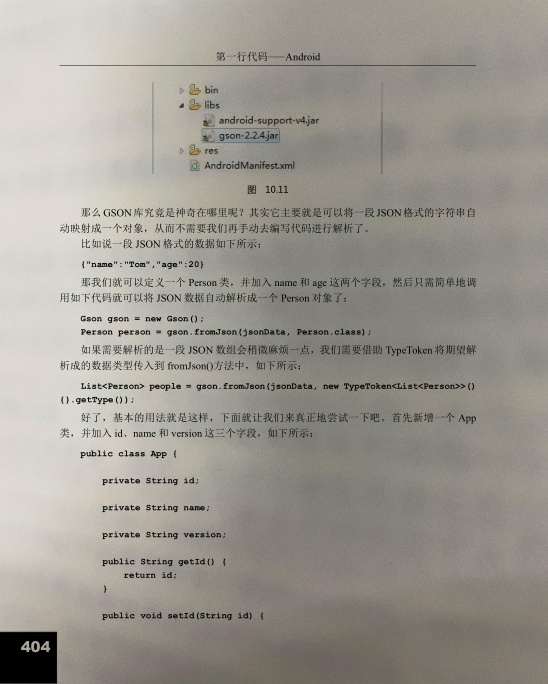 第一行代码——Android
bin
libs
android-support-v4.jar
gson-2.2.4.jar
res
AndroidManifest.xml
图 10.11
那么 GSON 库究竟是神奇在哪里呢？其实它主要就是可以将一段 JSON 格式的字符串自
动映射成一个对象，从而不需要我们再手动去编写代码进行解析了。
比如说一段 JSON 格式的数据如下所示：
{"name":"Tom","age":20}
那我们就可以定义一个 Person 类，并加入 name 和 age 这两个字段，然后只需简单地调
用如下代码就可以将 JSON 数据自动解析成一个 Person 对象了：
Gson gson = new Gson();
Person person = gson.fromJson(jsonData, Person.class);
如果需要解析的是一段 JSON 数组会稍微麻烦一点，我们需要借助 TypeToken 将期望解
析成的数据类型传入到 fromJson()方法中，如下所示：
List<Person> people = gson.fromJson(jsonData, new TypeToken<List<Person>>()
{}.getType());
好了，基本的用法就是这样，下面就让我们来真正地尝试一下吧，首先新增一个 App
类，并加入 id、name 和 version 这三个字段，如下所示：
public class App {
private String id;
private String name;
private String version;
public String getId() {
return id;
}
public void setId(String id) {
404